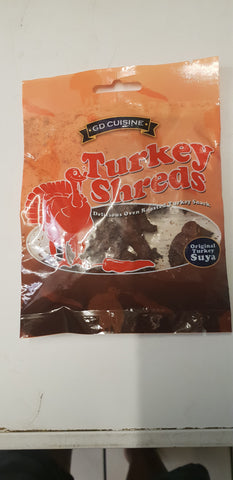 GD CUISINE
Turkey
Shreds
Delicious Oven Roasted Turkey Snack
Original
Turkey
Suya